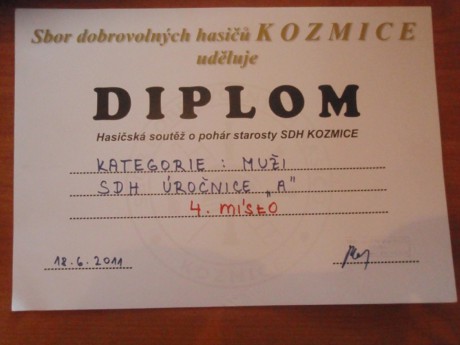 Sbor dobrovolných hasičů KOZMICE
uděluje
DIPLOM
Hasičská soutěž o pohár starosty SDH KOZMICE
KATEGORIE : MUŽI
SDH ÚROČNICE „A"
4. MÍSTO
18.6.2011